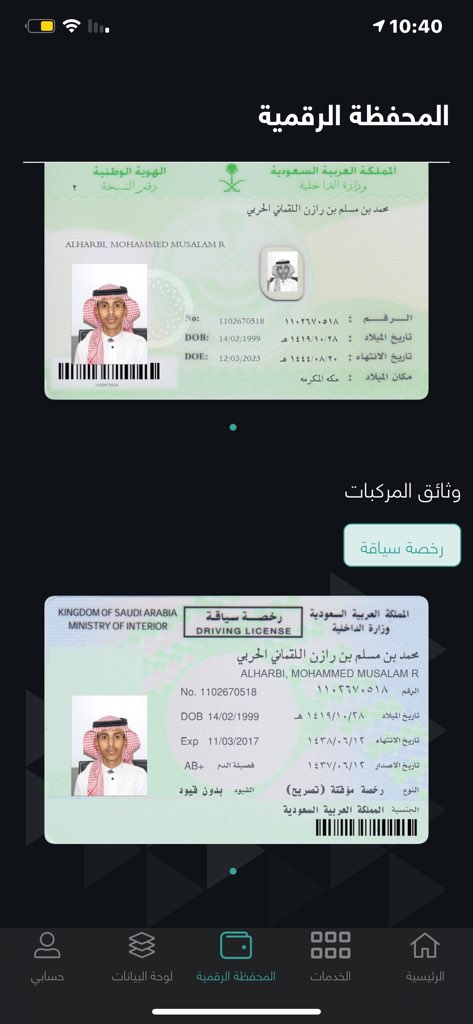 10:40
المحفظة الرقمية
المملكة العربية السعودية
وزارة الداخلية
الهوية الوطنية
رقم النسخة ٢
محمد بن مسلم بن رازن اللقماني الحربي
ALHARBI, MOHAMMED MUSALAM R
الرقم : ١١٠٢٦٧٠٥١٨ No: 1102670518
تاريخ الميلاد : ١٤١٩/١٠/٢٨ هـ DOB: 14/02/1999
تاريخ الانتهاء : ١٤٤٤/٠٨/٢٠ هـ DOE: 12/03/2023
مكان الميلاد : مكه المكرمه
1102670518
وثائق المركبات
رخصة سياقة
المملكة العربية السعودية
وزارة الداخلية
رخصة سياقة
DRIVING LICENSE
KINGDOM OF SAUDI ARABIA
MINISTRY OF INTERIOR
محمد بن مسلم بن رازن اللقماني الحربي
ALHARBI, MOHAMMED MUSALAM R
الرقم ١١٠٢٦٧٠٥١٨ No. 1102670518
تاريخ الميلاد ١٤١٩/١٠/٢٨ هـ DOB 14/02/1999
تاريخ الانتهاء ١٤٣٨/٠٦/١٢ Exp 11/03/2017
تاريخ الاصدار ١٤٣٧/٠٦/١٢ فصيلة الدم AB+
النوع رخصة مؤقتة (تصريح) القيود بدون قيود
الجنسية المملكة العربية السعودية
الرئيسية
الخدمات
المحفظة الرقمية
لوحة البيانات
حسابي